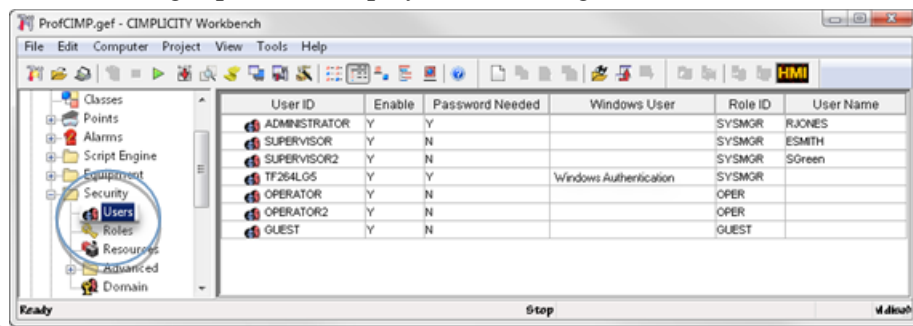 ProfCIMP.gef - CIMPLICITY Workbench
File Edit Computer Project View Tools Help
HMI
Classes
Points
Alarms
Script Engine
Equipment
Security
Users
Roles
Resources
Advanced
Domain
User ID Enable Password Needed Windows User Role ID User Name
ADMINISTRATOR Y Y SYSMGR RJONES
SUPERVISOR Y N SYSMGR ESMITH
SUPERVISOR2 Y N SYSMGR SGreen
TF264LG5 Y Y Windows Authentication SYSMGR
OPERATOR Y N OPER
OPERATOR2 Y N OPER
GUEST Y N GUEST
Ready Stop